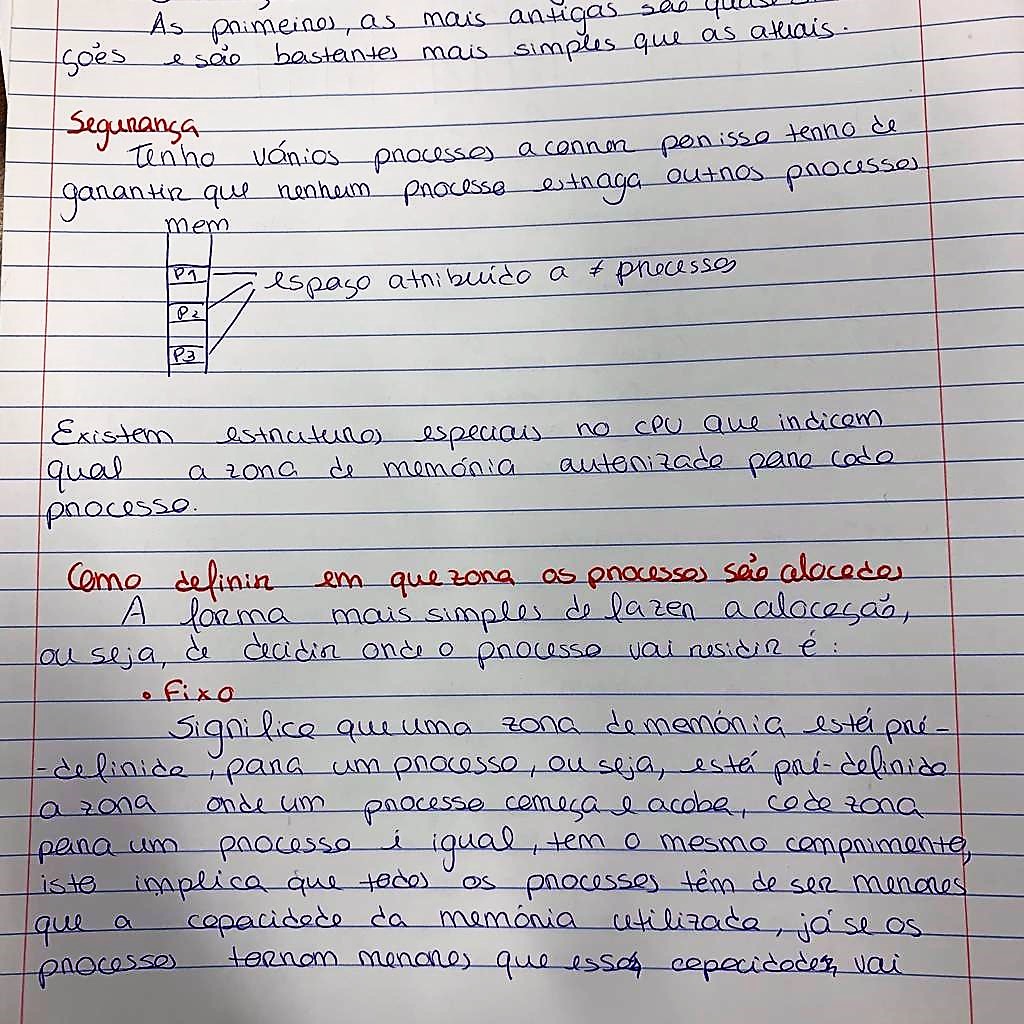 As primeiros, as mais antigas são quase
ções e são bastantes mais simples que as atuais.
Segurança
Tenho vários processos a correr por isso tenho de
garantir que nenhum processo estraga outros processos
mem
P1
espaço atribuído a ≠ processos
P2
P3
Existem estruturas especiais no CPU que indicam
qual a zona de memória autorizada para cada
processo.
Como definir em que zona os processos são alocados
A forma mais simples de fazer a alocação,
ou seja, de decidir onde o processo vai residir é:
• Fixa
Significa que uma zona de memória está pré-
-definida, para um processo, ou seja, está pré-definida
a zona onde um processo começa e acaba, cada zona
para um processo é igual, tem o mesmo comprimento,
isto implica que todos os processos têm de ser menores
que a capacidade da memória utilizada, já se os
processos tornam menores que essas capacidades, vai